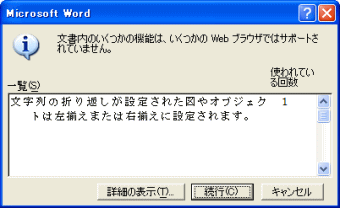 Microsoft Word
文書内のいくつかの機能は、いくつかの Web ブラウザではサポートさ
れていません。
使われてい
る回数
一覧(S)
文字列の折り返しが設定された図やオブジェク 1
トは左揃えまたは右揃えに設定されます。
詳細の表示(T)... 続行(C) キャンセル